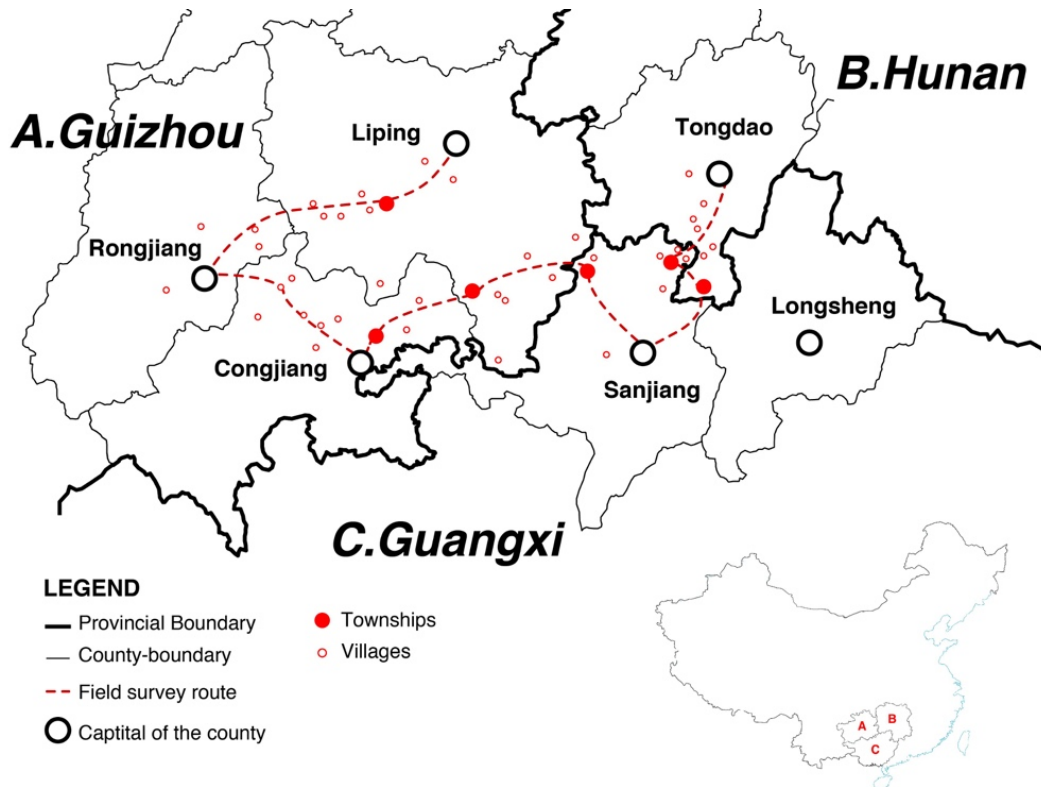 B.Hunan
A.Guizhou
Liping
Tongdao
Rongjiang
Longsheng
Congjiang
Sanjiang
C.Guangxi
LEGEND
Provincial Boundary
County-boundary
Field survey route
Captital of the county
Townships
Villages
A
B
C